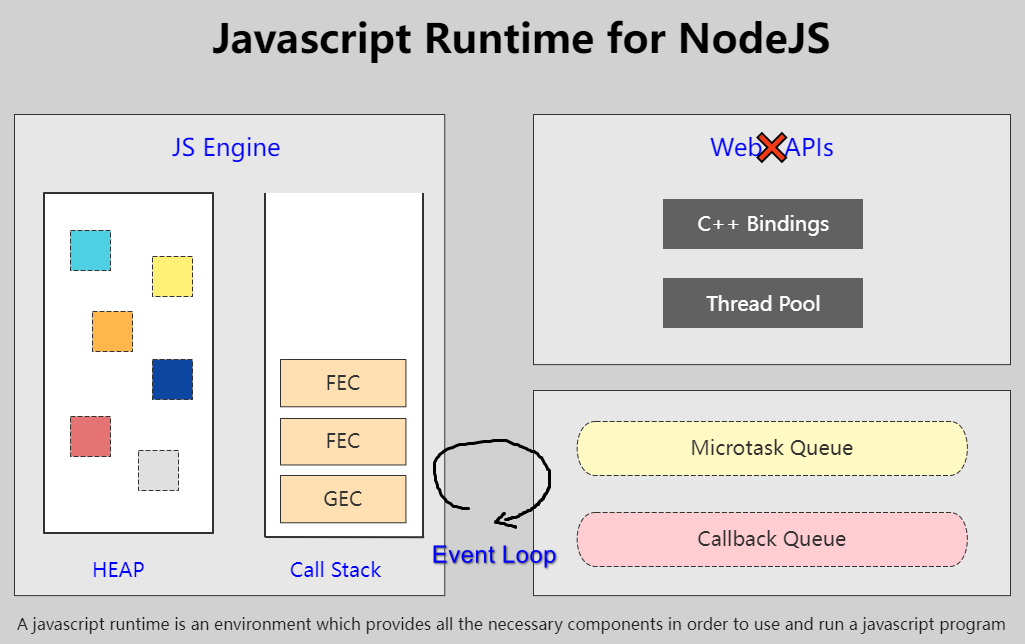 Javascript Runtime for NodeJS
JS Engine
HEAP
FEC
FEC
GEC
Call Stack
Event Loop
Web APIs
C++ Bindings
Thread Pool
Microtask Queue
Callback Queue
A javascript runtime is an environment which provides all the necessary components in order to use and run a javascript program